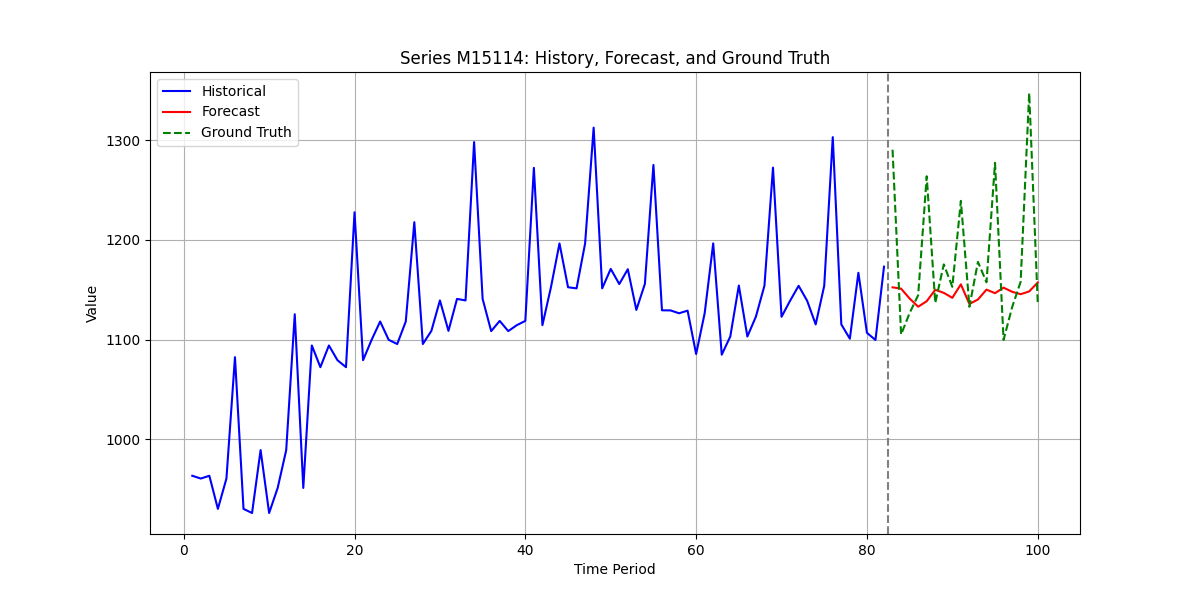 Series M15114: History, Forecast, and Ground Truth
Historical
Forecast
Ground Truth
1300
1200
1100
1000
Value
0 20 40 60 80 100
Time Period